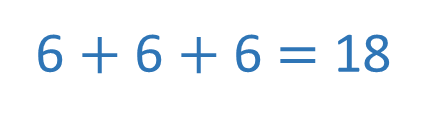 6 + 6 + 6 = 18